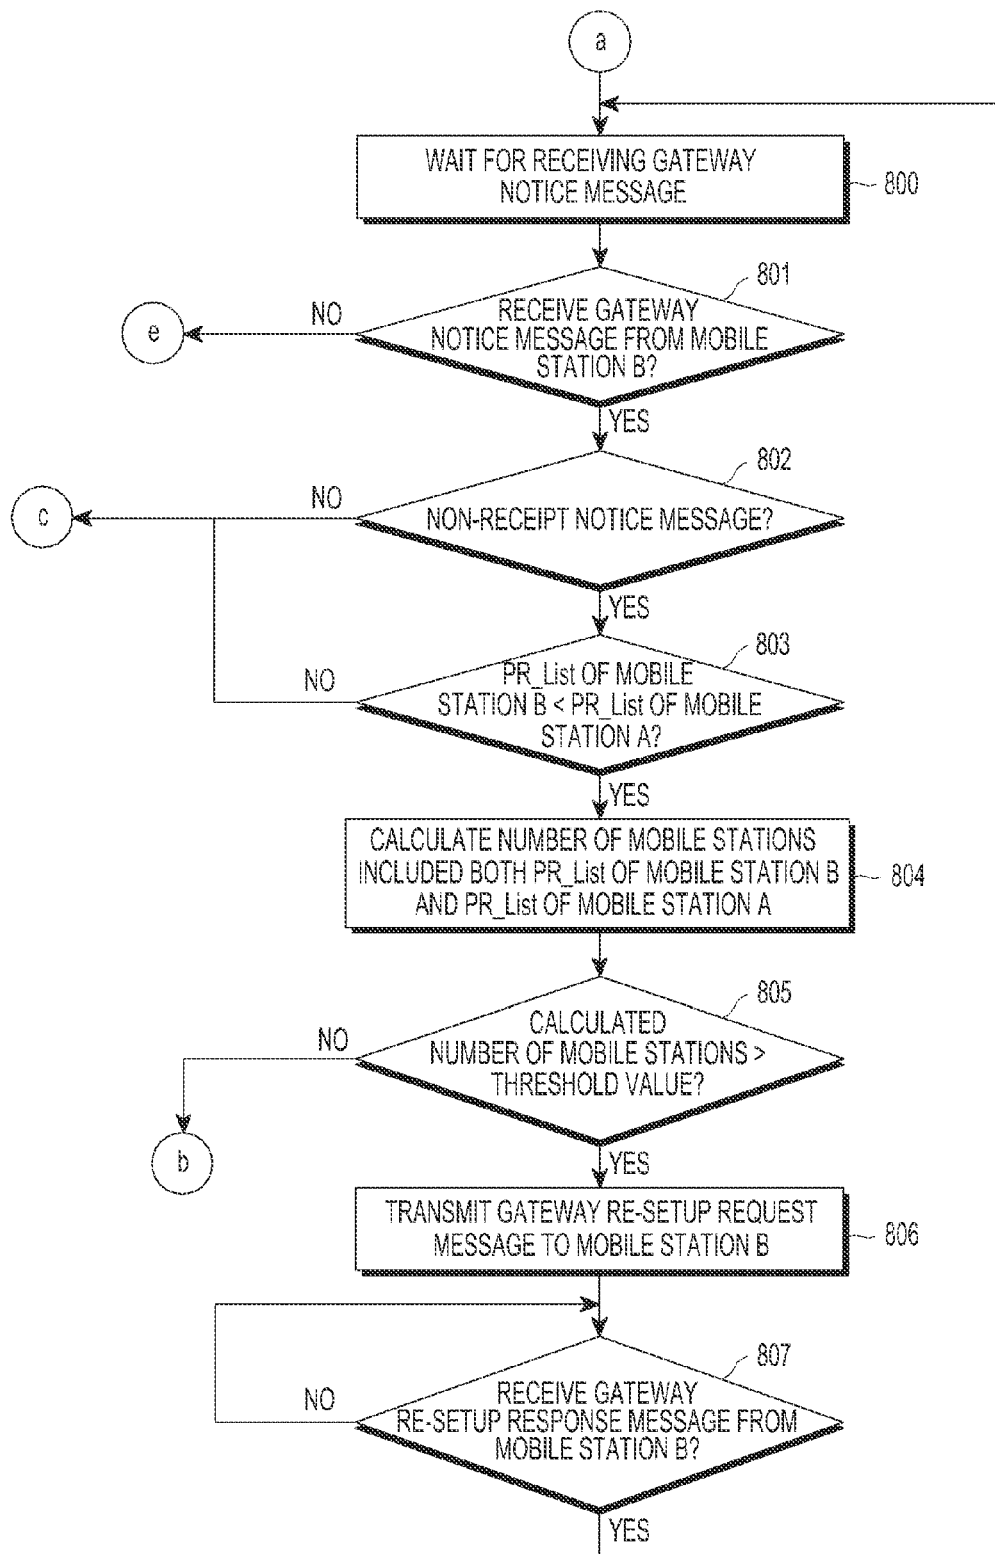 a
WAIT FOR RECEIVING GATEWAY
NOTICE MESSAGE
800
801
RECEIVE GATEWAY
NOTICE MESSAGE FROM MOBILE
STATION B?
NO
e
YES
802
NON-RECEIPT NOTICE MESSAGE?
NO
c
YES
803
PR_List OF MOBILE
STATION B < PR_List OF MOBILE
STATION A?
NO
YES
CALCULATE NUMBER OF MOBILE STATIONS
INCLUDED BOTH PR_List OF MOBILE STATION B
AND PR_List OF MOBILE STATION A
804
805
CALCULATED
NUMBER OF MOBILE STATIONS >
THRESHOLD VALUE?
NO
b
YES
TRANSMIT GATEWAY RE-SETUP REQUEST
MESSAGE TO MOBILE STATION B
806
807
RECEIVE GATEWAY
RE-SETUP RESPONSE MESSAGE FROM
MOBILE STATION B?
NO
YES